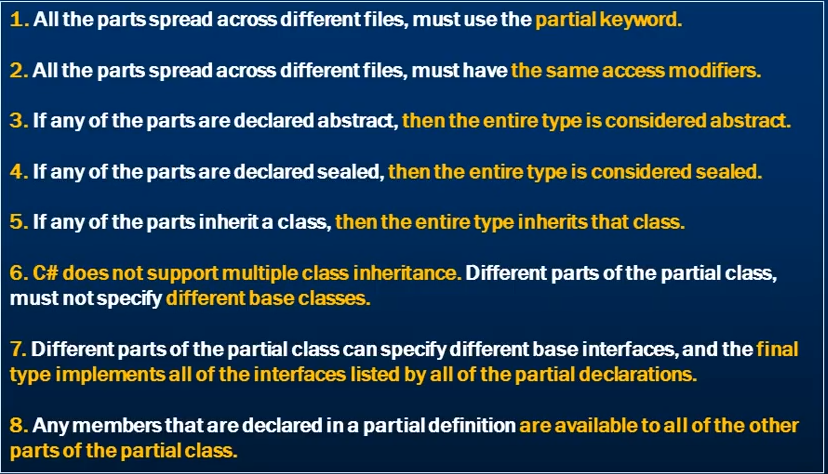 1. All the parts spread across different files, must use the partial keyword.
2. All the parts spread across different files, must have the same access modifiers.
3. If any of the parts are declared abstract, then the entire type is considered abstract.
4. If any of the parts are declared sealed, then the entire type is considered sealed.
5. If any of the parts inherit a class, then the entire type inherits that class.
6. C# does not support multiple class inheritance. Different parts of the partial class,
must not specify different base classes.
7. Different parts of the partial class can specify different base interfaces, and the final
type implements all of the interfaces listed by all of the partial declarations.
8. Any members that are declared in a partial definition are available to all of the other
parts of the partial class.